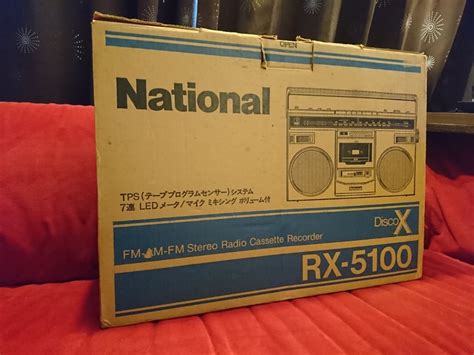 OPEN
National
TPS(テーププログラムセンサー)システム
7連 LEDメータ/マイク ミキシング ボリューム付
FM-AM-FM Stereo Radio Cassette Recorder
Disco X
RX-5100